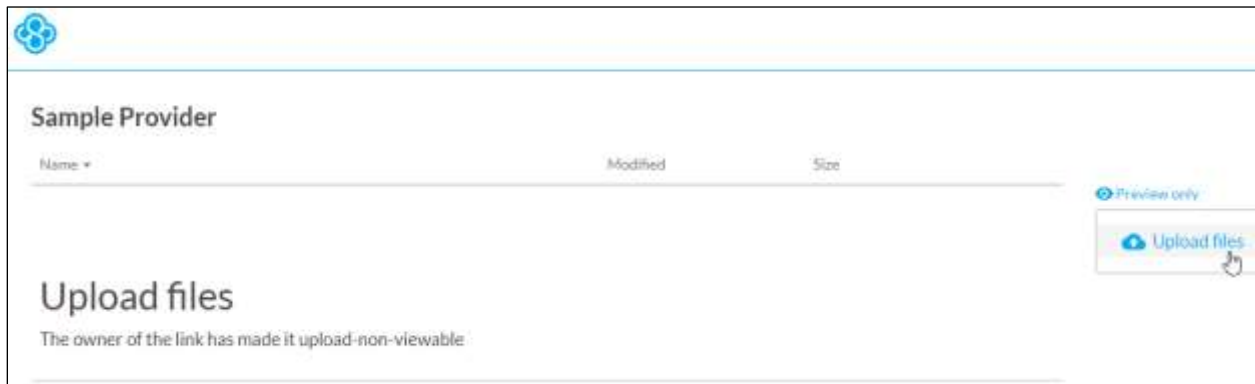 Sample Provider
Name Modified Size
Preview only
Upload files
Upload files
The owner of the link has made it upload-non-viewable